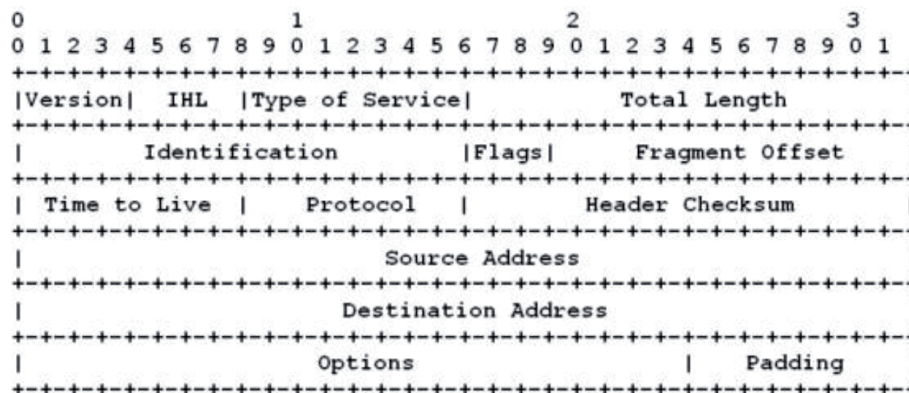 0                   1                   2                   3
0 1 2 3 4 5 6 7 8 9 0 1 2 3 4 5 6 7 8 9 0 1 2 3 4 5 6 7 8 9 0 1
+-+-+-+-+-+-+-+-+-+-+-+-+-+-+-+-+-+-+-+-+-+-+-+-+-+-+-+-+-+-+-+-
|Version|  IHL  |Type of Service|          Total Length
+-+-+-+-+-+-+-+-+-+-+-+-+-+-+-+-+-+-+-+-+-+-+-+-+-+-+-+-+-+-+-+-
|         Identification        |Flags|      Fragment Offset
+-+-+-+-+-+-+-+-+-+-+-+-+-+-+-+-+-+-+-+-+-+-+-+-+-+-+-+-+-+-+-+-
| Time to Live |    Protocol   |         Header Checksum
+-+-+-+-+-+-+-+-+-+-+-+-+-+-+-+-+-+-+-+-+-+-+-+-+-+-+-+-+-+-+-+-
|                       Source Address
+-+-+-+-+-+-+-+-+-+-+-+-+-+-+-+-+-+-+-+-+-+-+-+-+-+-+-+-+-+-+-+-
|                    Destination Address
+-+-+-+-+-+-+-+-+-+-+-+-+-+-+-+-+-+-+-+-+-+-+-+-+-+-+-+-+-+-+-+-
|                    Options                    |    Padding
+-+-+-+-+-+-+-+-+-+-+-+-+-+-+-+-+-+-+-+-+-+-+-+-+-+-+-+-+-+-+-+-